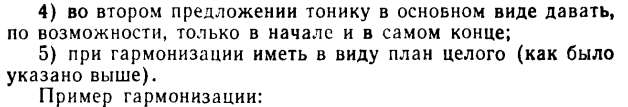 4) во втором предложении тонику в основном виде давать,
по возможности, только в начале и в самом конце;
5) при гармонизации иметь в виду план целого (как было
указано выше).
Пример гармонизации: